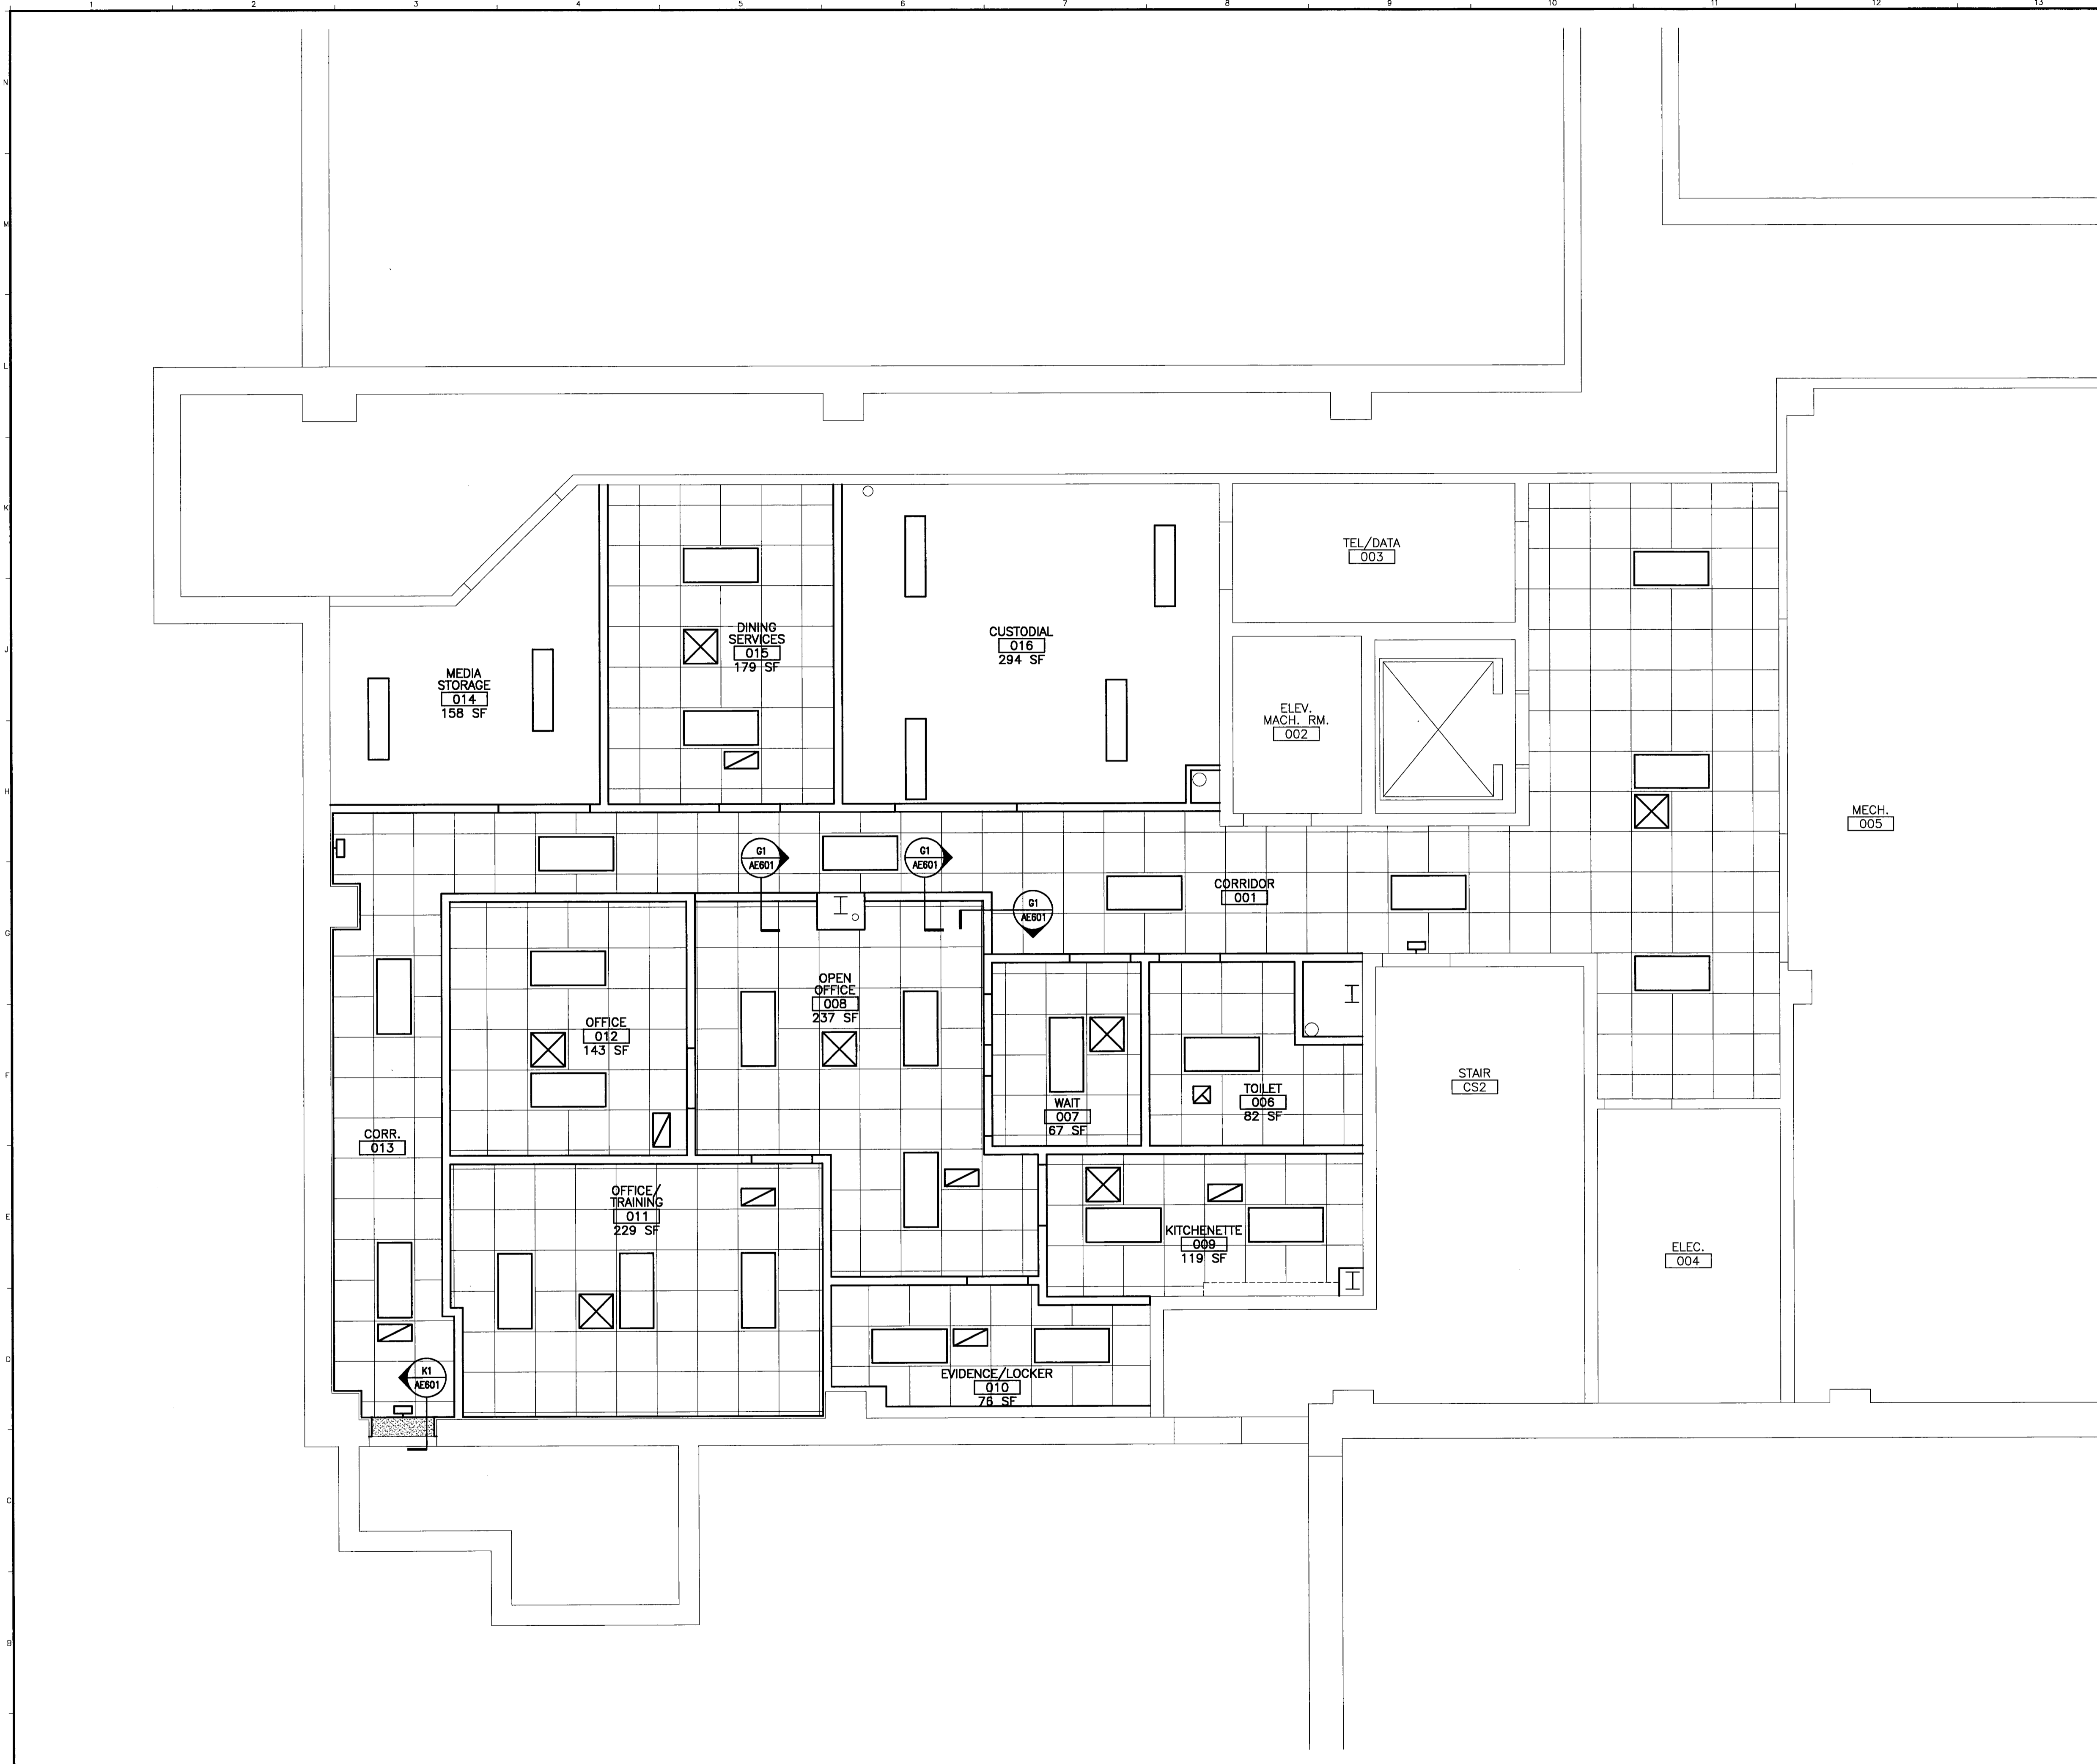 1 2 3 4 5 6 7 8 9 10 11 12 13
N
M
L
K
J
H
G
F
E
D
C
B
TEL/DATA
003
DINING
SERVICES
015
179 SF
CUSTODIAL
016
294 SF
MEDIA
STORAGE
014
158 SF
ELEV.
MACH. RM.
002
MECH.
005
G1
AE601
G1
AE601
G1
AE601
CORRIDOR
001
OPEN
OFFICE
008
237 SF
OFFICE
012
143 SF
WAIT
007
67 SF
TOILET
006
82 SF
STAIR
CS2
CORR.
013
OFFICE/
TRAINING
011
229 SF
KITCHENETTE
009
119 SF
ELEC.
004
K1
AE601
EVIDENCE/LOCKER
010
76 SF